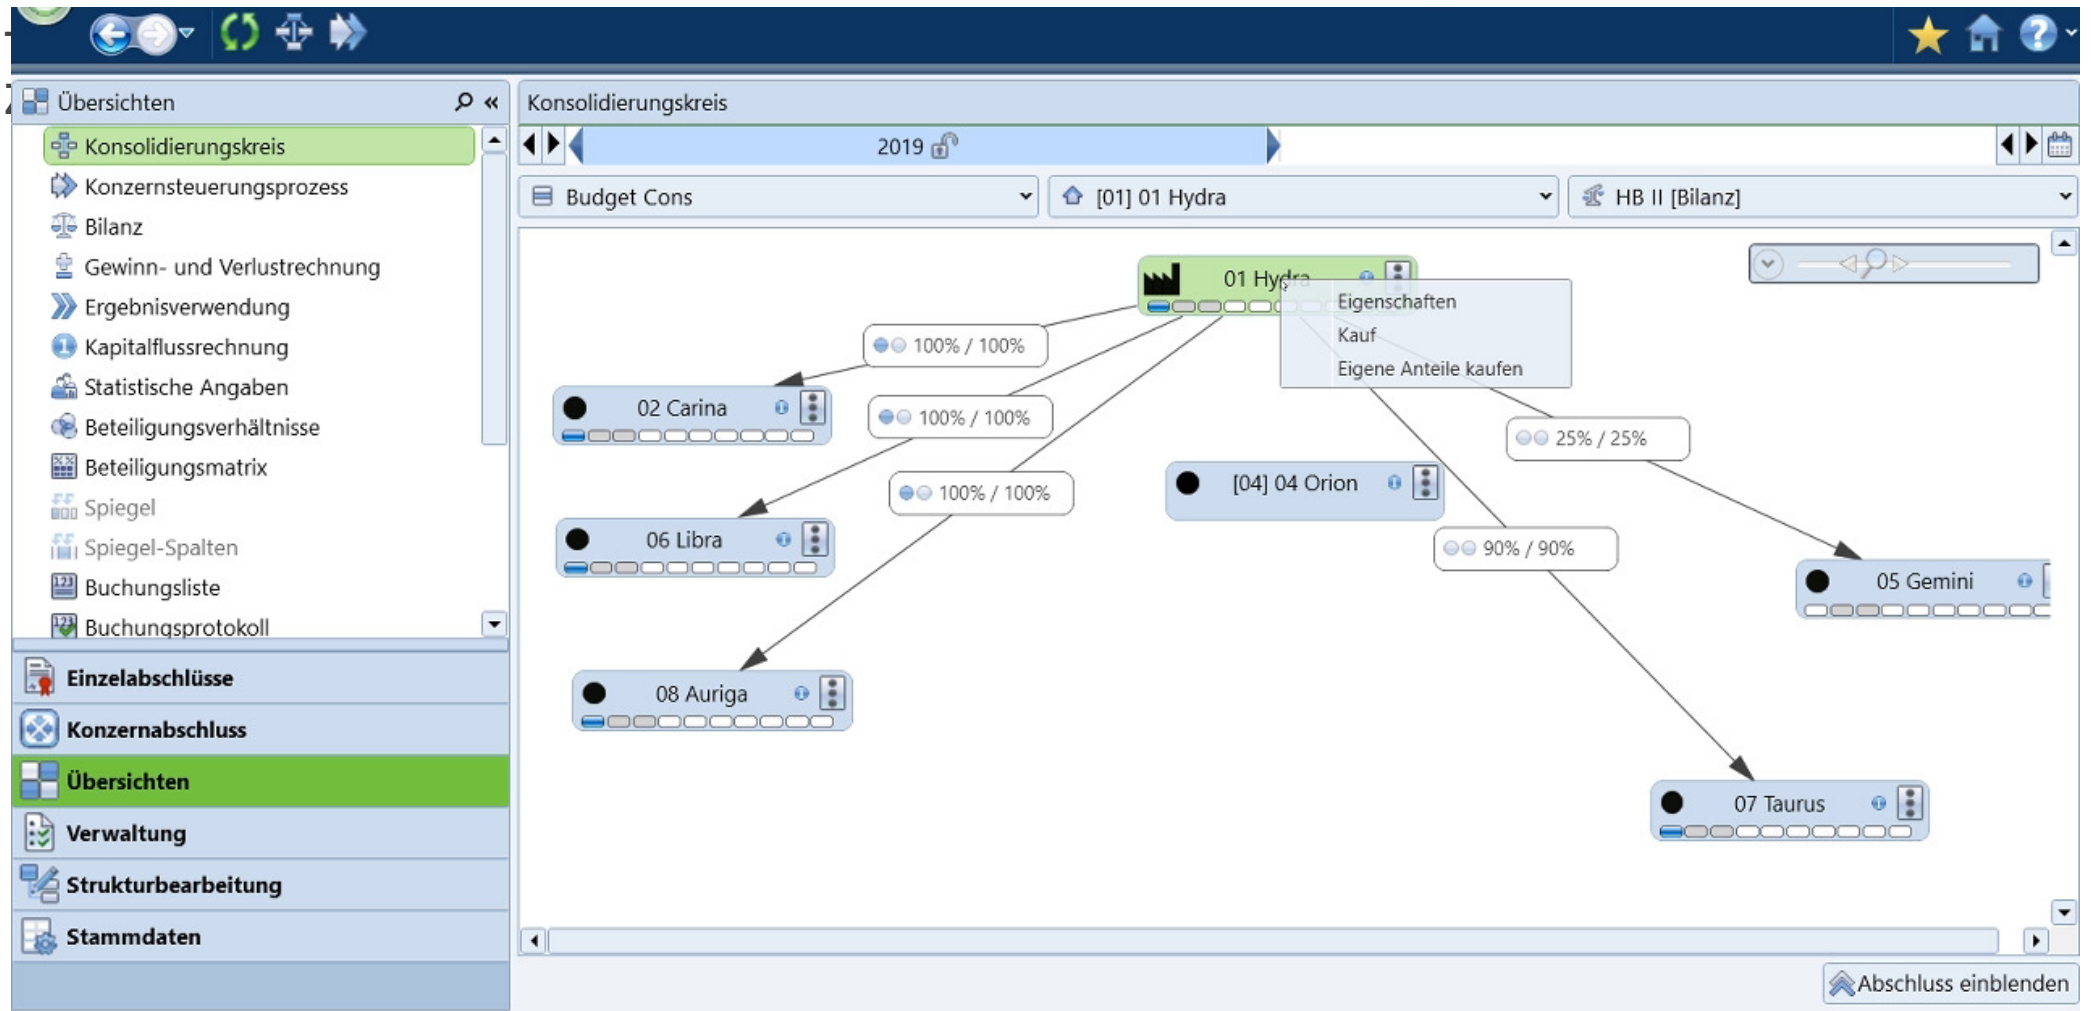 Übersichten
Konsolidierungskreis
Konzernsteuerungsprozess
Bilanz
Gewinn- und Verlustrechnung
Ergebnisverwendung
Kapitalflussrechnung
Statistische Angaben
Beteiligungsverhältnisse
Beteiligungsmatrix
Spiegel
Spiegel-Spalten
Buchungsliste
Buchungsprotokoll
Einzelabschlüsse
Konzernabschluss
Übersichten
Verwaltung
Strukturbearbeitung
Stammdaten
Konsolidierungskreis
2019
Budget Cons
[01] 01 Hydra
HB II [Bilanz]
01 Hydra
Eigenschaften
Kauf
Eigene Anteile kaufen
100% / 100%
02 Carina
100% / 100%
25% / 25%
100% / 100%
[04] 04 Orion
06 Libra
90% / 90%
05 Gemini
08 Auriga
07 Taurus
Abschluss einblenden